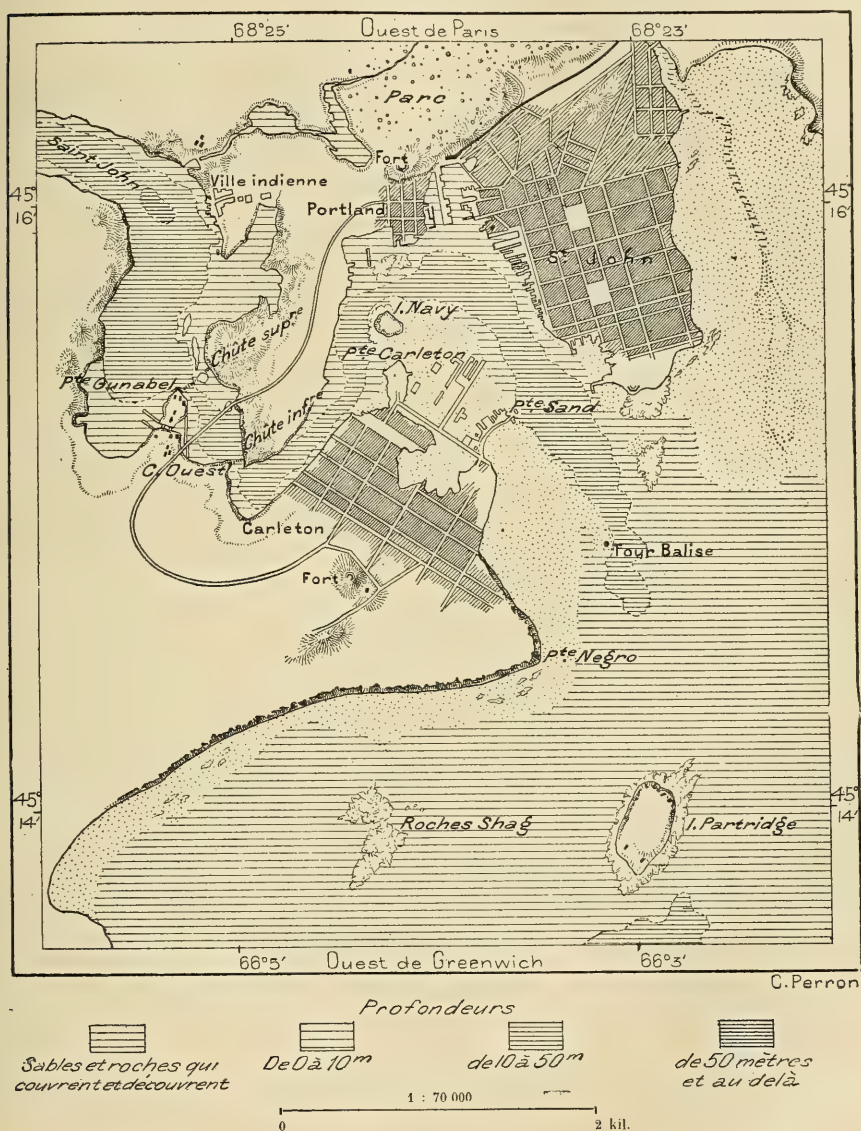 68°25' Ouest de Paris 68°23'
Parc
Saint John
Fort
Ville indienne
45°
16'
45°
16'
Portland
St John
I. Navy
Chûte supre
pte Carleton
pte Gunabel
pte Sand
Chûte infre
C. Ouest
Carleton
Tour Balise
Fort
pte Negro
45°
14'
45°
14'
Roches Shag
I. Partridge
66°5' Ouest de Greenwich 66°3'
C. Perron
Profondeurs
Sables et roches qui
couvrent et découvrent
De 0 à 10m
de 10 à 50m
de 50 mètres
et au delà
1 : 70 000
0 2 kil.